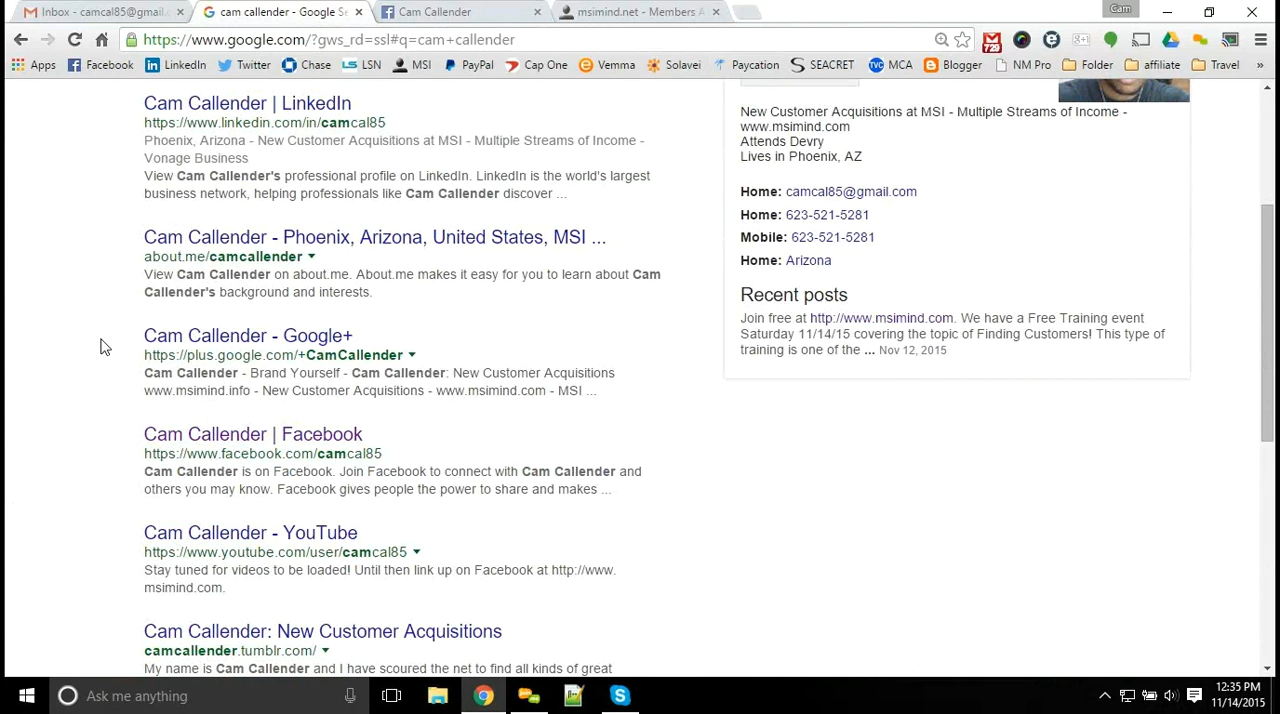 Inbox - camcal85@gmail.
cam callender - Google Se
Cam Callender
msimind.net - Members A
Cam
https://www.google.com/?gws_rd=ssl#q=cam+callender
725
Apps Facebook LinkedIn Twitter Chase LSN MSI PayPal Cap One Vemma Solavei Paycation SEACRET MCA Blogger NM Pro Folder affiliate Travel »
Cam Callender | LinkedIn
https://www.linkedin.com/in/camcal85
Phoenix, Arizona - New Customer Acquisitions at MSI - Multiple Streams of Income -
Vonage Business
View Cam Callender's professional profile on LinkedIn. LinkedIn is the world's largest
business network, helping professionals like Cam Callender discover ...
Cam Callender - Phoenix, Arizona, United States, MSI ...
about.me/camcallender
View Cam Callender on about.me. About.me makes it easy for you to learn about Cam
Callender's background and interests.
Cam Callender - Google+
https://plus.google.com/+CamCallender
Cam Callender - Brand Yourself - Cam Callender: New Customer Acquisitions
www.msimind.info - New Customer Acquisitions - www.msimind.com - MSI ...
Cam Callender | Facebook
https://www.facebook.com/camcal85
Cam Callender is on Facebook. Join Facebook to connect with Cam Callender and
others you may know. Facebook gives people the power to share and makes ...
Cam Callender - YouTube
https://www.youtube.com/user/camcal85
Stay tuned for videos to be loaded! Until then link up on Facebook at http://www.
msimind.com.
Cam Callender: New Customer Acquisitions
camcallender.tumblr.com/
My name is Cam Callender and I have scoured the net to find all kinds of great
New Customer Acquisitions at MSI - Multiple Streams of Income -
www.msimind.com
Attends Devry
Lives in Phoenix, AZ
Home: camcal85@gmail.com
Home: 623-521-5281
Mobile: 623-521-5281
Home: Arizona
Recent posts
Join free at http://www.msimind.com. We have a Free Training event
Saturday 11/14/15 covering the topic of Finding Customers! This type of
training is one of the ... Nov 12, 2015
Ask me anything
12:35 PM
11/14/2015